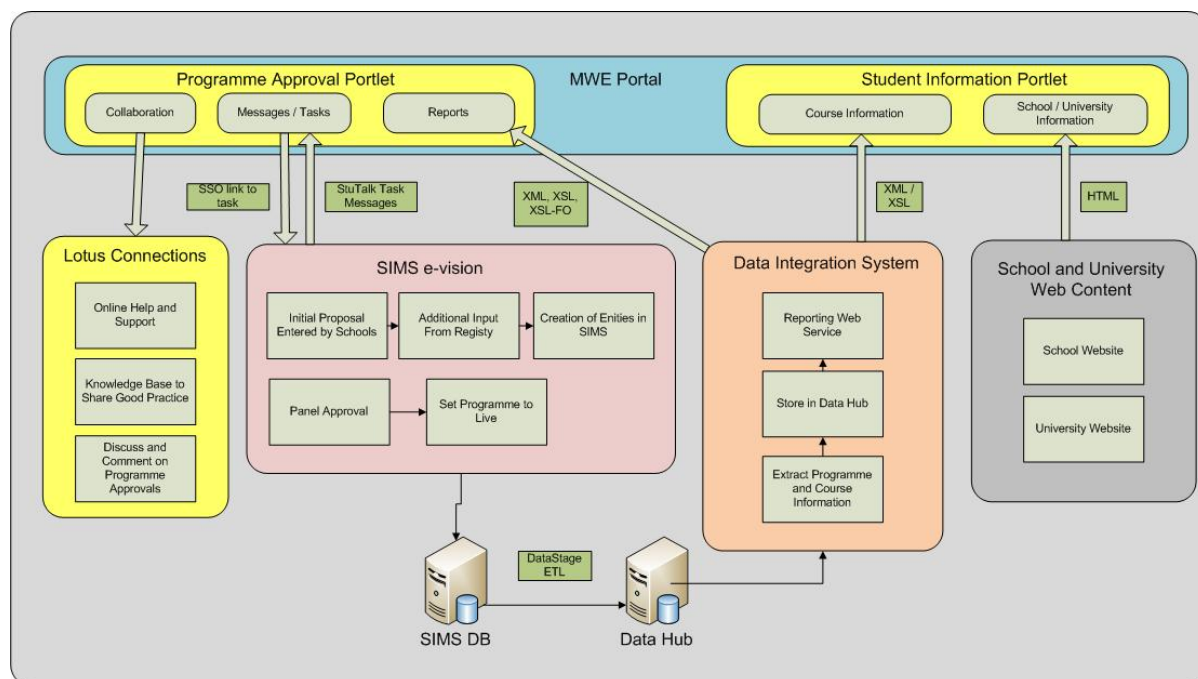 Programme Approval Portlet
MWE Portal
Student Information Portlet
Collaboration
Messages / Tasks
Reports
Course Information
School / University
Information
SSO link to
task
StuTalk Task
Messages
XML, XSL,
XSL-FO
XML /
XSL
HTML
Lotus Connections
Online Help and
Support
Knowledge Base to
Share Good Practice
Discuss and
Comment on
Programme
Approvals
SIMS e-vision
Initial Proposal
Entered by Schools
Additional Input
From Registy
Creation of Enities in
SIMS
Panel Approval
Set Programme to
Live
Data Integration System
Reporting Web
Service
Store in Data Hub
Extract Programme
and Course
Information
School and University
Web Content
School Website
University Website
DataStage
ETL
SIMS DB
Data Hub